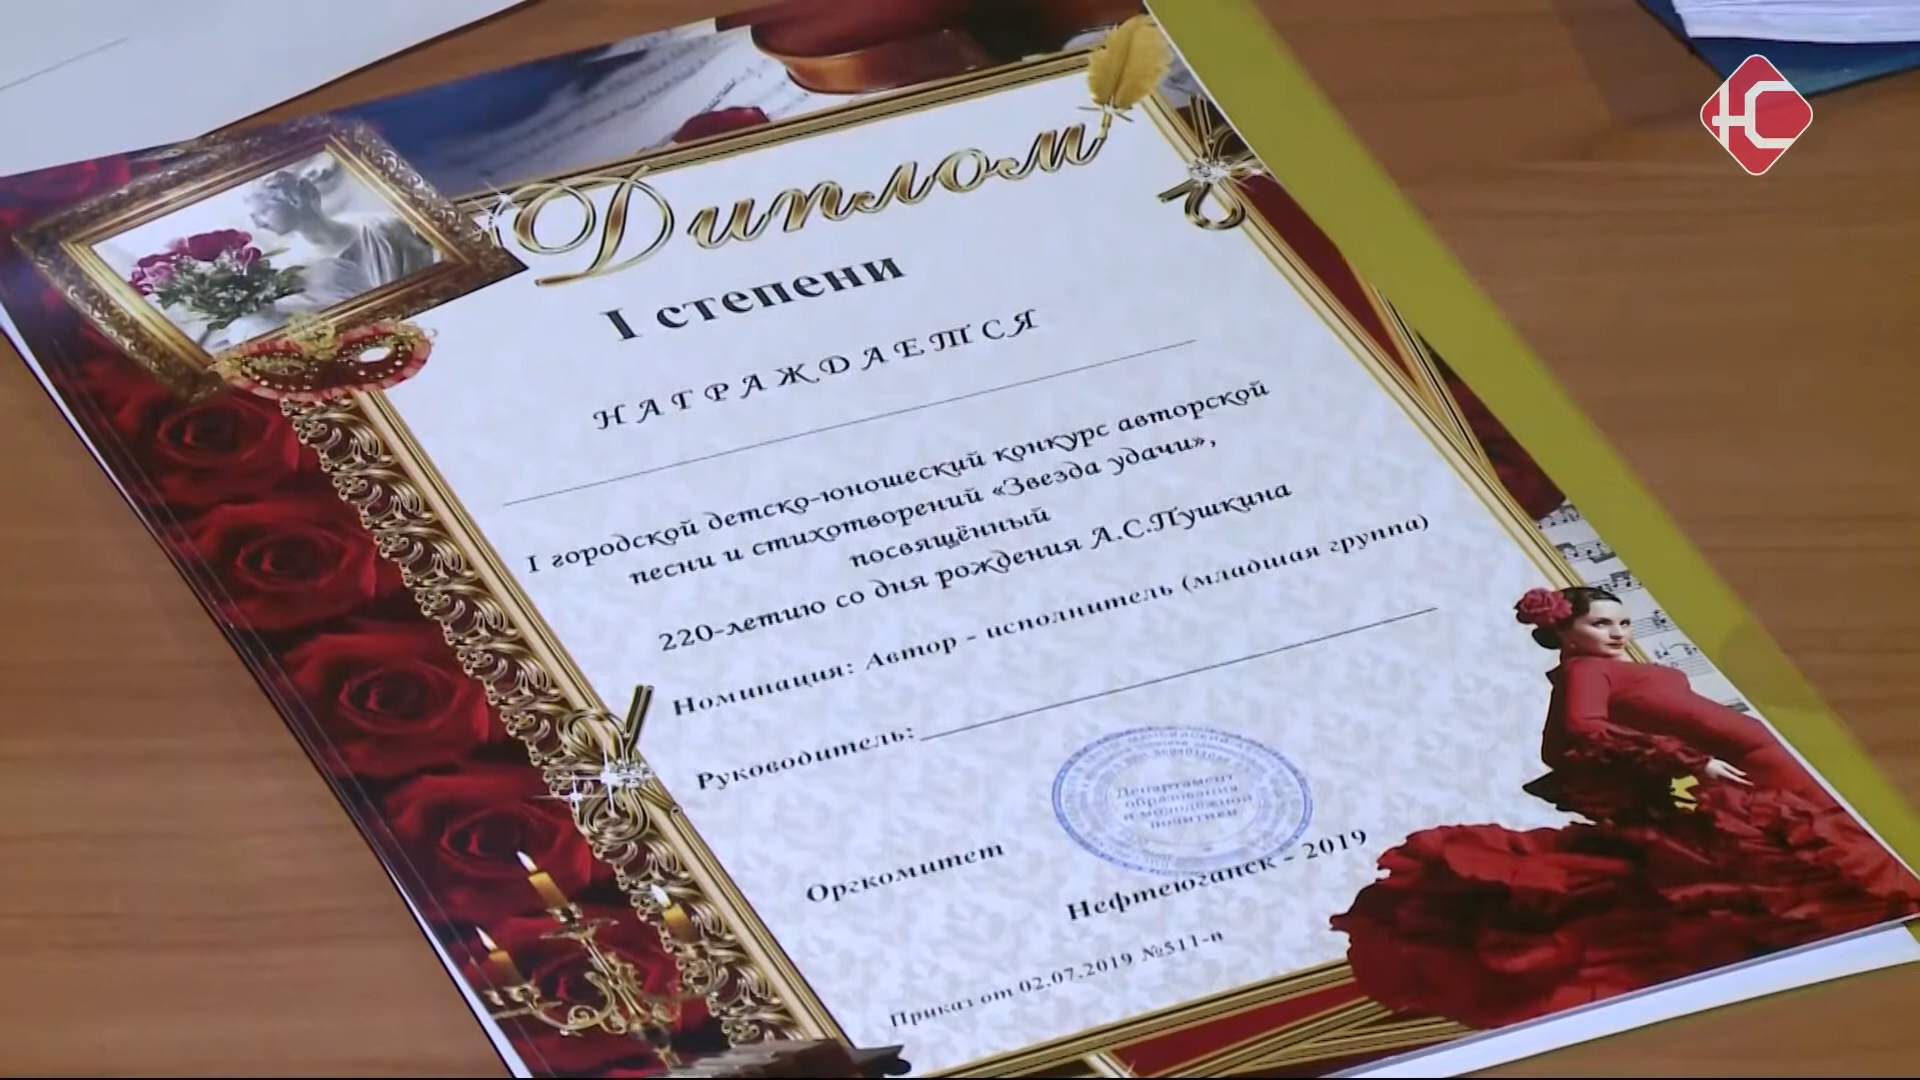 Диплом
I степени
НАГРАЖДАЕТСЯ
I городской детско-юношеский конкурс авторской
песни и стихотворений «Звезда удачи»,
посвящённый
220-летию со дня рождения А.С.Пушкина
Номинация: Автор - исполнитель (младшая группа)
Руководитель:
Департамент
образования
и молодёжной
политики
Оргкомитет
Нефтеюганск - 2019
Приказ от 02.07.2019 №511-п